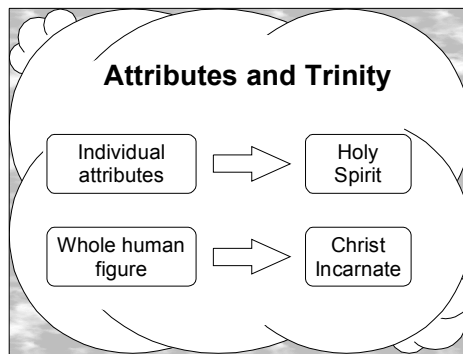 Attributes and Trinity
Individual
attributes
Holy
Spirit
Whole human
figure
Christ
Incarnate